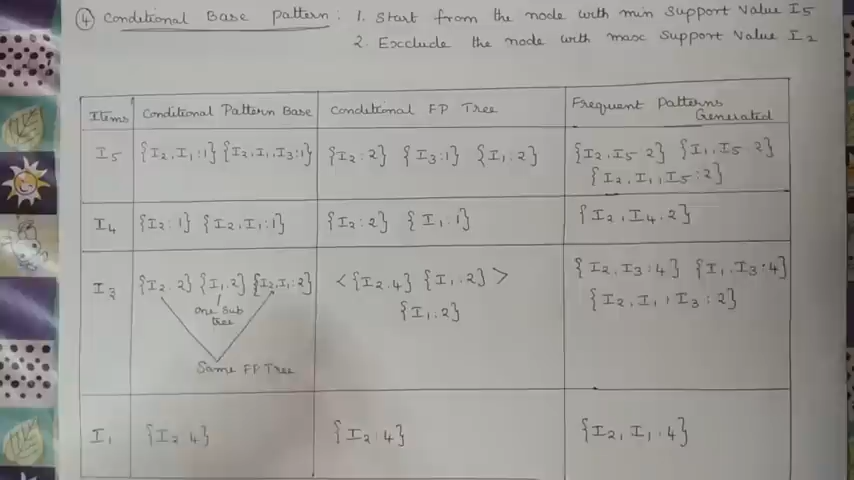 ④ Conditional Base Pattern : 1. Start from the node with min Support Value I5
2. Exclude the node with max Support Value I2
Items Conditional Pattern Base Conditional FP Tree Frequent Patterns Generated
I5 {I2, I1 : 1} {I2, I1, I3 : 1} {I2 : 2} {I3 : 1} {I1 : 2} {I2, I5 : 2} {I1, I5 : 2}
{I2, I1, I5 : 2}
I4 {I2 : 1} {I2, I1 : 1} {I2 : 2} {I1 : 1} {I2, I4 : 2}
I3 {I2 : 2} {I1 : 2} {I2, I1 : 2} < {I2 : 4} {I1 : 2} > {I2, I3 : 4} {I1, I3 : 4}
one sub tree {I1 : 2} {I2, I1, I3 : 2}
Same FP Tree
I1 {I2 4} {I2 : 4} {I2, I1 : 4}